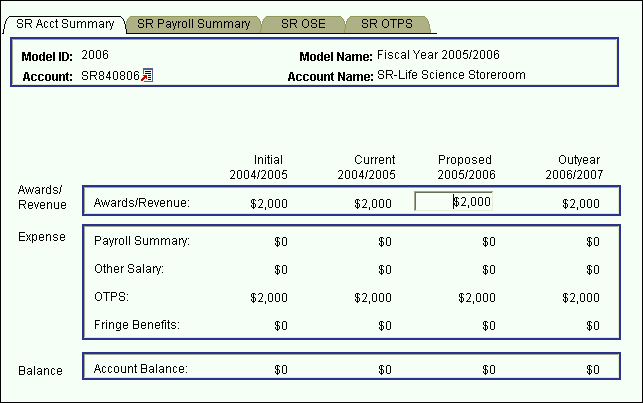 SR Acct Summary SR Payroll Summary SR OSE SR OTPS
Model ID: 2006 Model Name: Fiscal Year 2005/2006
Account: SR840806 Account Name: SR-Life Science Storeroom
Initial Current Proposed Outyear
2004/2005 2004/2005 2005/2006 2006/2007
Awards/
Revenue Awards/Revenue: $2,000 $2,000 $2,000 $2,000
Expense Payroll Summary: $0 $0 $0 $0
Other Salary: $0 $0 $0 $0
OTPS: $2,000 $2,000 $2,000 $2,000
Fringe Benefits: $0 $0 $0 $0
Balance Account Balance: $0 $0 $0 $0